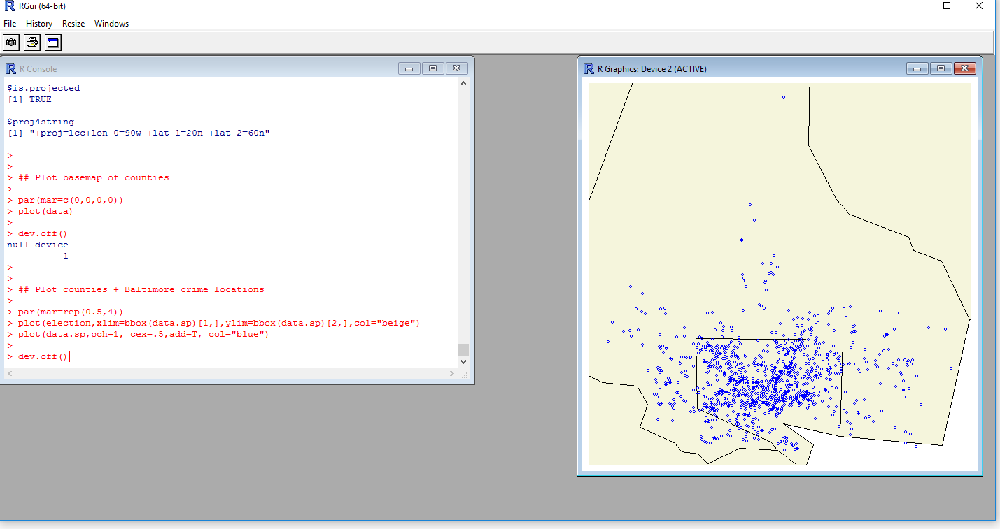 RGui (64-bit)
File History Resize Windows
R Console
$is.projected
[1] TRUE
$proj4string
[1] "+proj=lcc+lon_0=90w +lat_1=20n +lat_2=60n"
>
>
> ## Plot basemap of counties
>
> par(mar=c(0,0,0,0))
> plot(data)
>
> dev.off()
null device
          1
>
>
> ## Plot counties + Baltimore crime locations
>
> par(mar=rep(0.5,4))
> plot(election,xlim=bbox(data.sp)[1,],ylim=bbox(data.sp)[2,],col="beige")
> plot(data.sp,pch=1, cex=.5,add=T, col="blue")
>
> dev.off()
R Graphics: Device 2 (ACTIVE)